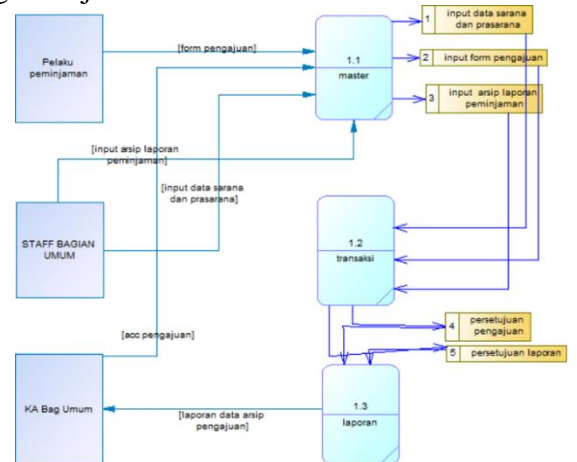 1
input data sarana
dan prasarana
[form pengajuan]
Pelaku
peminjaman
1.1
master
2
input form pengajuan
3
input arsip laporan
peminjaman
[input arsip laporan
peminjaman]
[input data sarana
dan prasarana]
STAFF BAGIAN
UMUM
1.2
transaksi
4
persetujuan
pengajuan
[acc pengajuan]
5
persetujuan laporan
KA Bag Umum
1.3
laporan
[laporan data arsip
pengajuan]